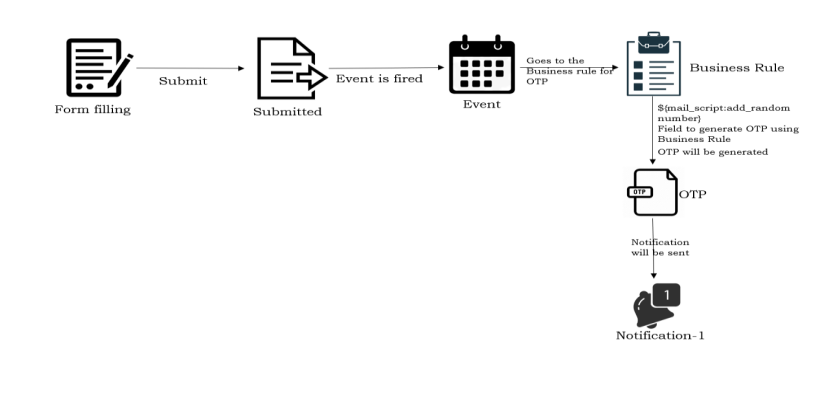 Form filling
Submit
Submitted
Event is fired
Event
Goes to the
Business rule for
OTP
Business Rule
${mail_script:add_random
number}
Field to generate OTP using
Business Rule
OTP will be generated
OTP
OTP
Notification
will be sent
1
Notification-1